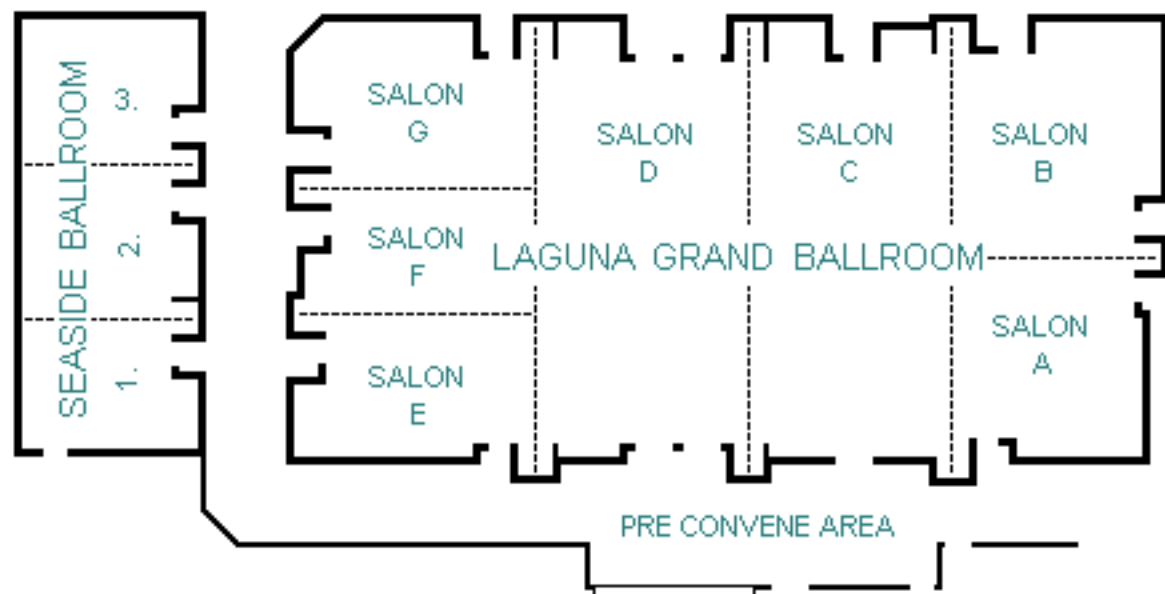 SEASIDE BALLROOM
3.
2.
1.
SALON
G
SALON
F
SALON
E
SALON
D
SALON
C
SALON
B
LAGUNA GRAND BALLROOM
SALON
A
PRE CONVENE AREA